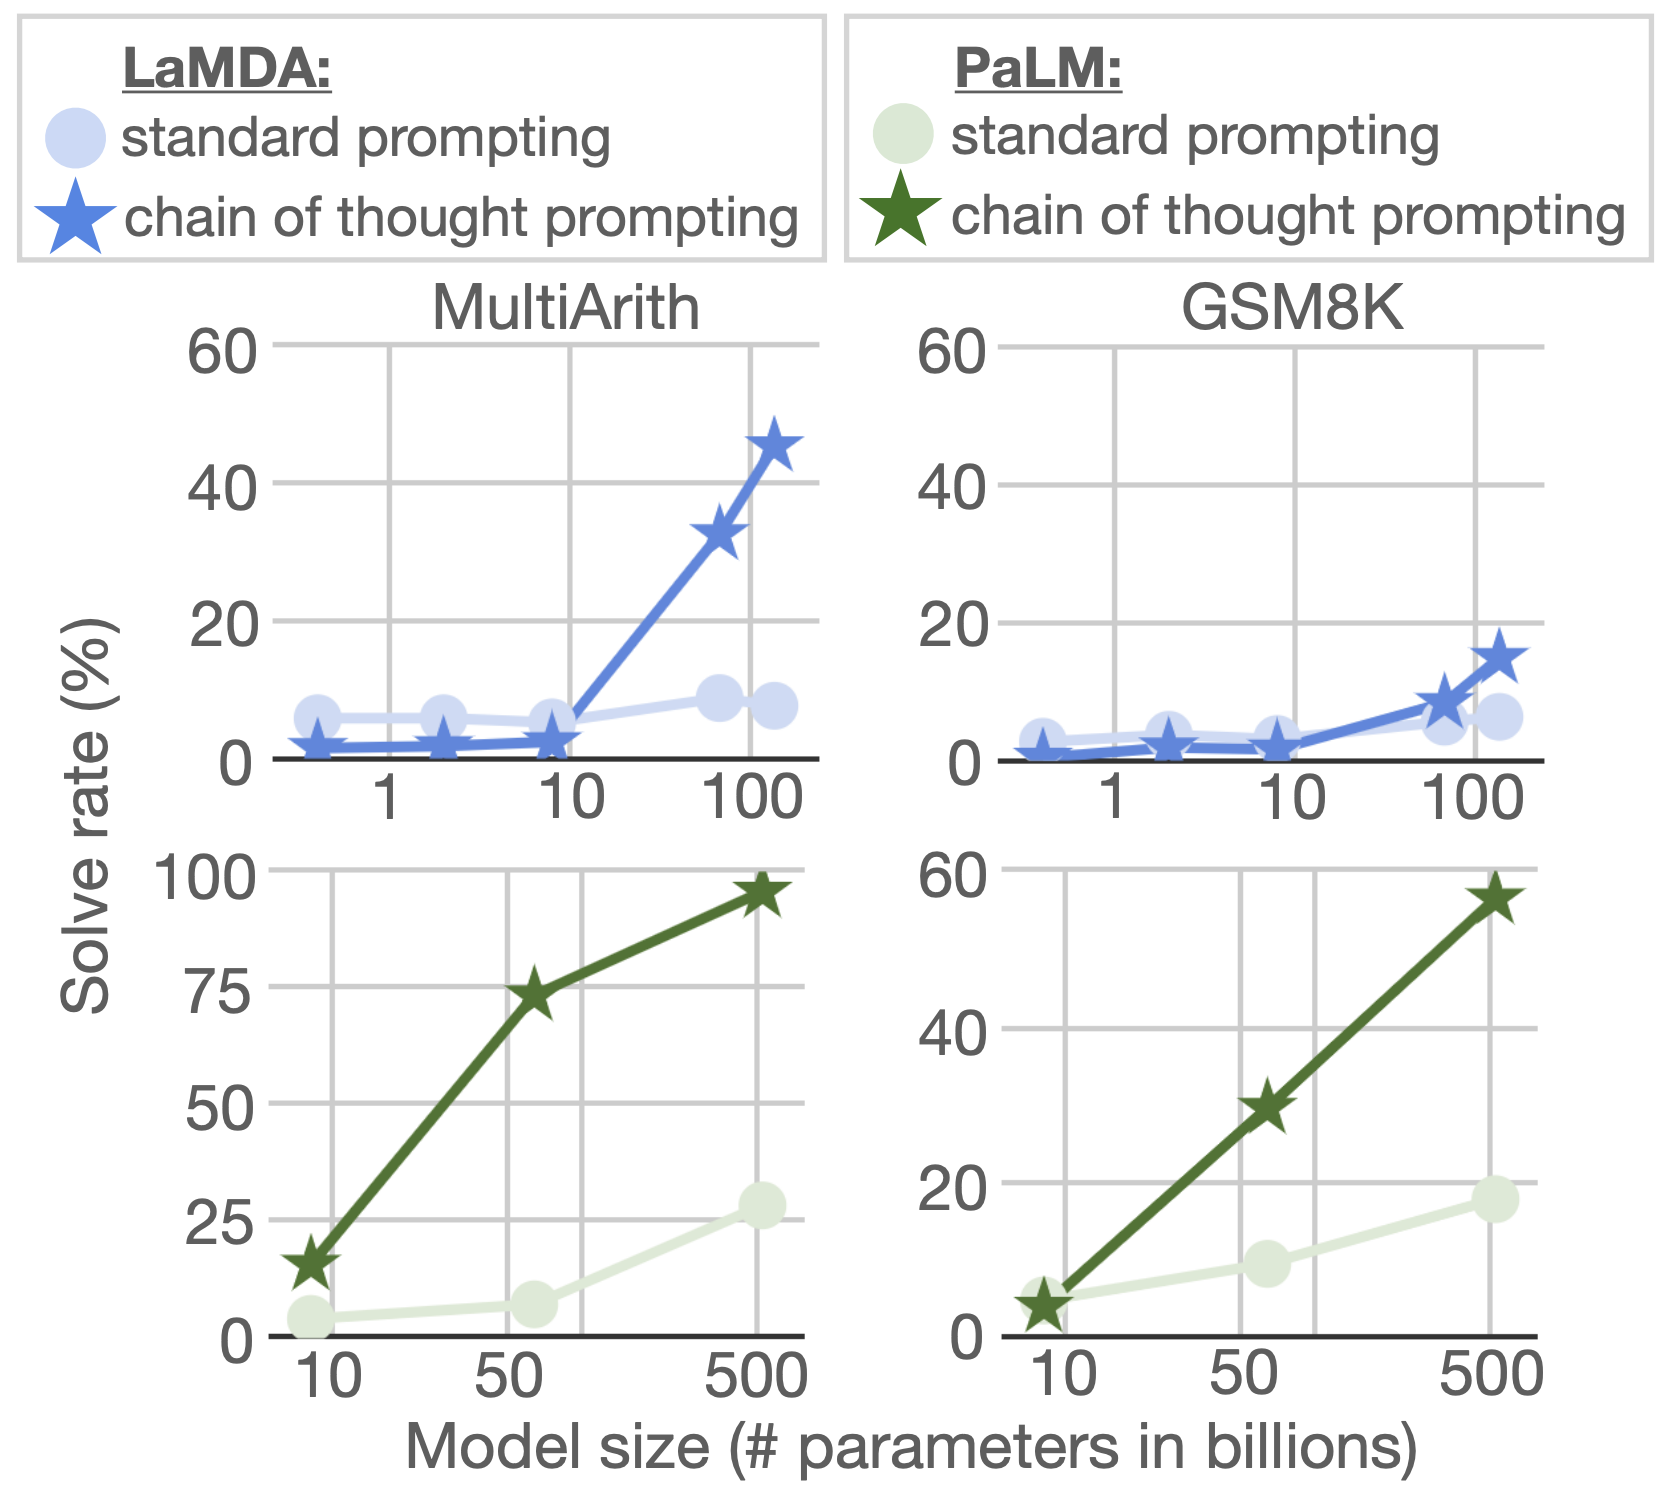 LaMDA:
standard prompting
chain of thought prompting
PaLM:
standard prompting
chain of thought prompting
Solve rate (%)
MultiArith
60
40
20
0
1 10 100
GSM8K
60
40
20
0
1 10 100
100
75
50
25
0
10 50 500
60
40
20
0
10 50 500
Model size (# parameters in billions)